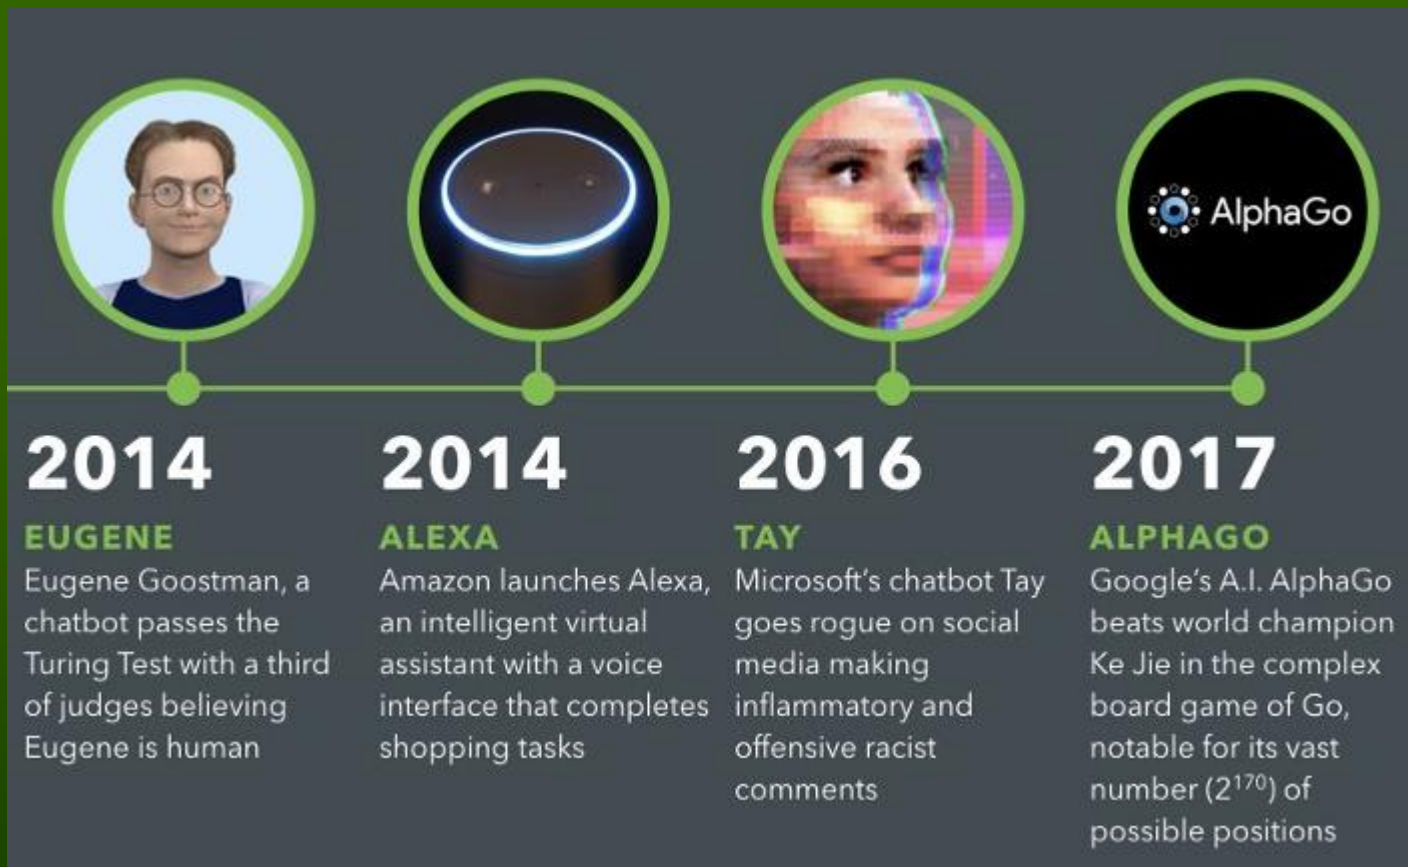 AlphaGo
2014
EUGENE
Eugene Goostman, a
chatbot passes the
Turing Test with a third
of judges believing
Eugene is human
2014
ALEXA
Amazon launches Alexa,
an intelligent virtual
assistant with a voice
interface that completes
shopping tasks
2016
TAY
Microsoft's chatbot Tay
goes rogue on social
media making
inflammatory and
offensive racist
comments
2017
ALPHAGO
Google's A.I. AlphaGo
beats world champion
Ke Jie in the complex
board game of Go,
notable for its vast
number (2¹⁷⁰) of
possible positions